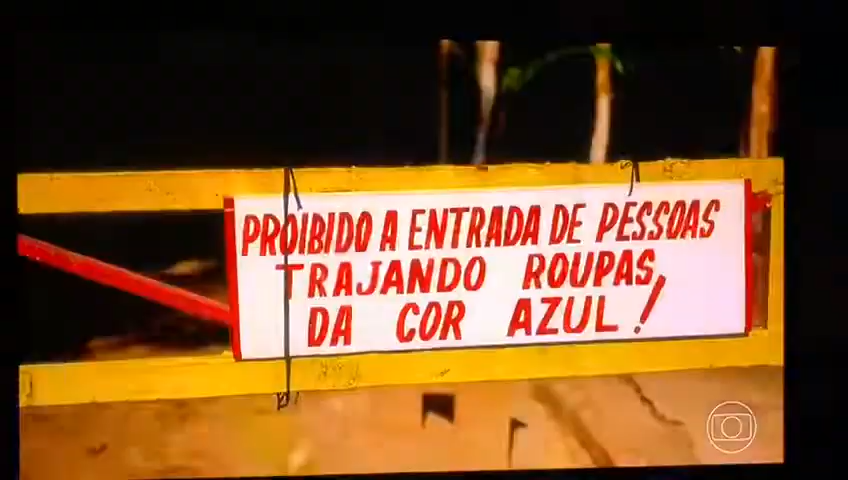 PROIBIDO A ENTRADA DE PESSOAS
TRAJANDO ROUPAS
DA COR AZUL!